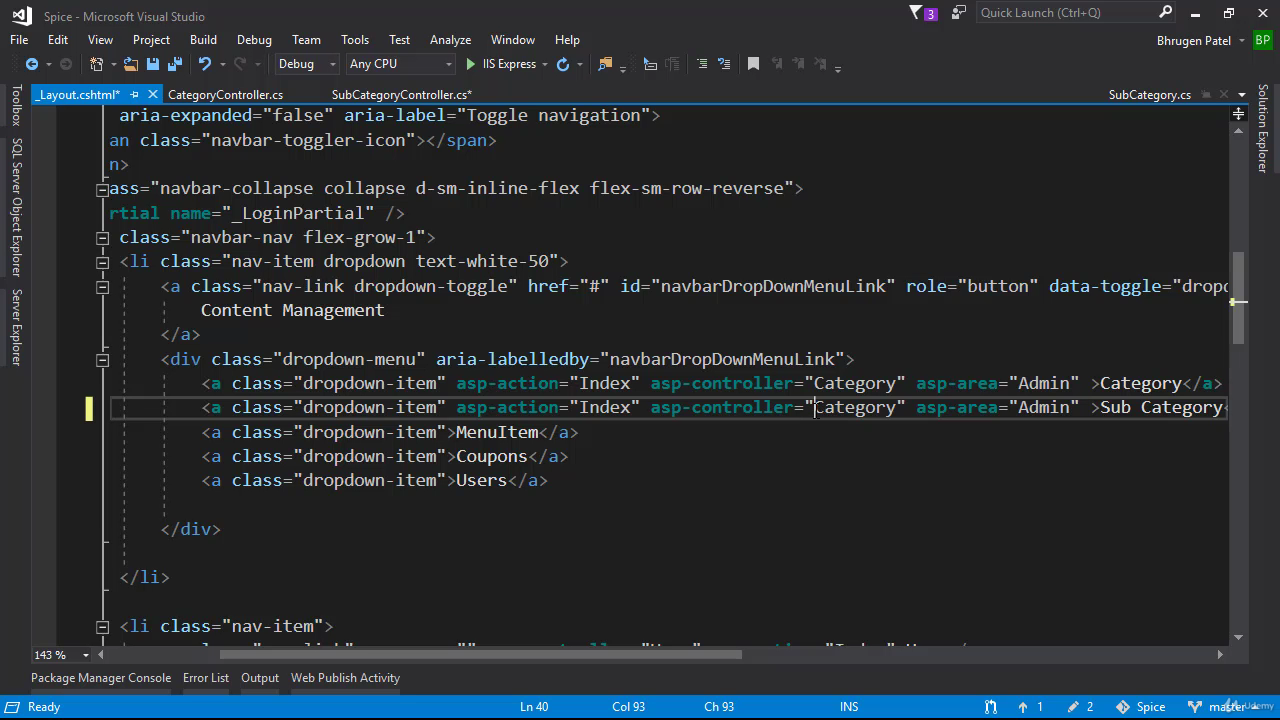 Spice - Microsoft Visual Studio
3
Quick Launch (Ctrl+Q)
File Edit View Project Build Debug Team Tools Test Analyze Window Help
Bhrugen Patel BP
Debug Any CPU IIS Express
_Layout.cshtml* CategoryController.cs SubCategoryController.cs* SubCategory.cs
Toolbox
SQL Server Object Explorer
Server Explorer
Solution Explorer
aria-expanded="false" aria-label="Toggle navigation">
an class="navbar-toggler-icon"></span>
n>
ass="navbar-collapse collapse d-sm-inline-flex flex-sm-row-reverse">
rtial name="_LoginPartial" />
class="navbar-nav flex-grow-1">
<li class="nav-item dropdown text-white-50">
<a class="nav-link dropdown-toggle" href="#" id="navbarDropDownMenuLink" role="button" data-toggle="dropd
Content Management
</a>
<div class="dropdown-menu" aria-labelledby="navbarDropDownMenuLink">
<a class="dropdown-item" asp-action="Index" asp-controller="Category" asp-area="Admin" >Category</a>
<a class="dropdown-item" asp-action="Index" asp-controller="Category" asp-area="Admin" >Sub Category<
<a class="dropdown-item">MenuItem</a>
<a class="dropdown-item">Coupons</a>
<a class="dropdown-item">Users</a>
</div>
</li>
<li class="nav-item">
143 %
Package Manager Console Error List Output Web Publish Activity
Ready Ln 40 Col 93 Ch 93 INS 1 2 Spice master
Udemy